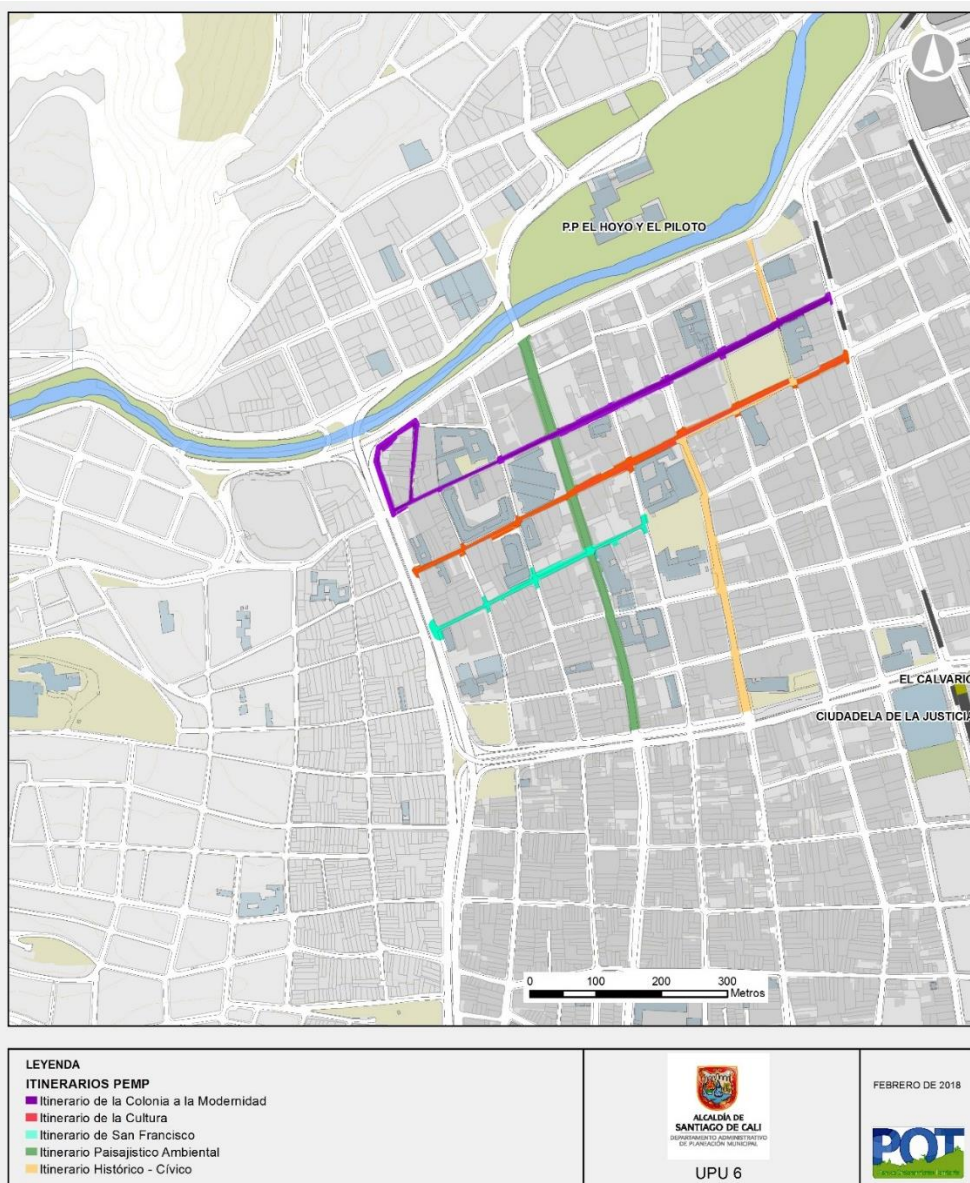 P.P EL HOYO Y EL PILOTO
EL CALVARIO
CIUDADELA DE LA JUSTICIA
0 100 200 300
Metros
LEYENDA
ITINERARIOS PEMP
Itinerario de la Colonia a la Modernidad
Itinerario de la Cultura
Itinerario de San Francisco
Itinerario Paisajístico Ambiental
Itinerario Histórico - Cívico
ALCALDÍA DE
SANTIAGO DE CALI
DEPARTAMENTO ADMINISTRATIVO
DE PLANEACIÓN MUNICIPAL
UPU 6
FEBRERO DE 2018
POT